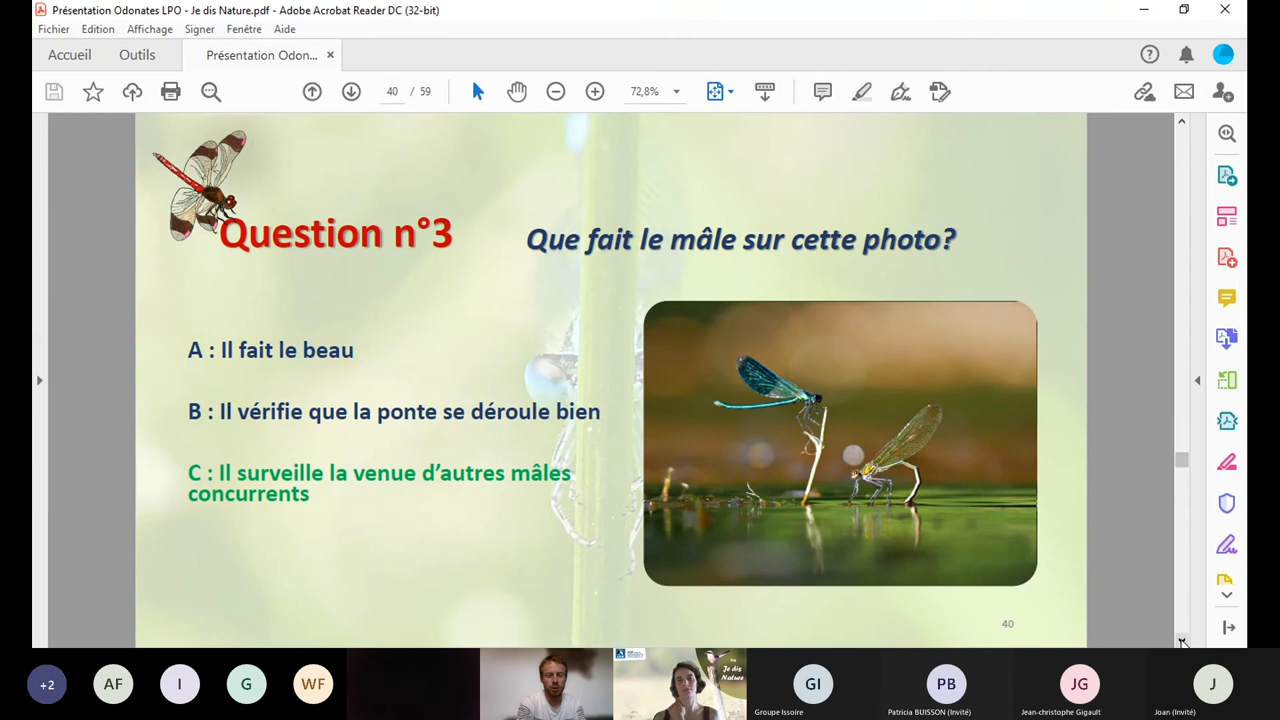 Présentation Odonates LPO - Je dis Nature.pdf - Adobe Acrobat Reader DC (32-bit)
Fichier Edition Affichage Signer Fenêtre Aide
Accueil Outils Présentation Odon... ×
40 / 59 72,8%
Question n°3
Que fait le mâle sur cette photo?
A : Il fait le beau
B : Il vérifie que la ponte se déroule bien
C : Il surveille la venue d’autres mâles
concurrents
40
+2 AF I G WF GI PB JG J
Je dis
Nature
Groupe Issoire Patricia BUISSON (Invité) Jean-christophe Gigault Joan (Invité)